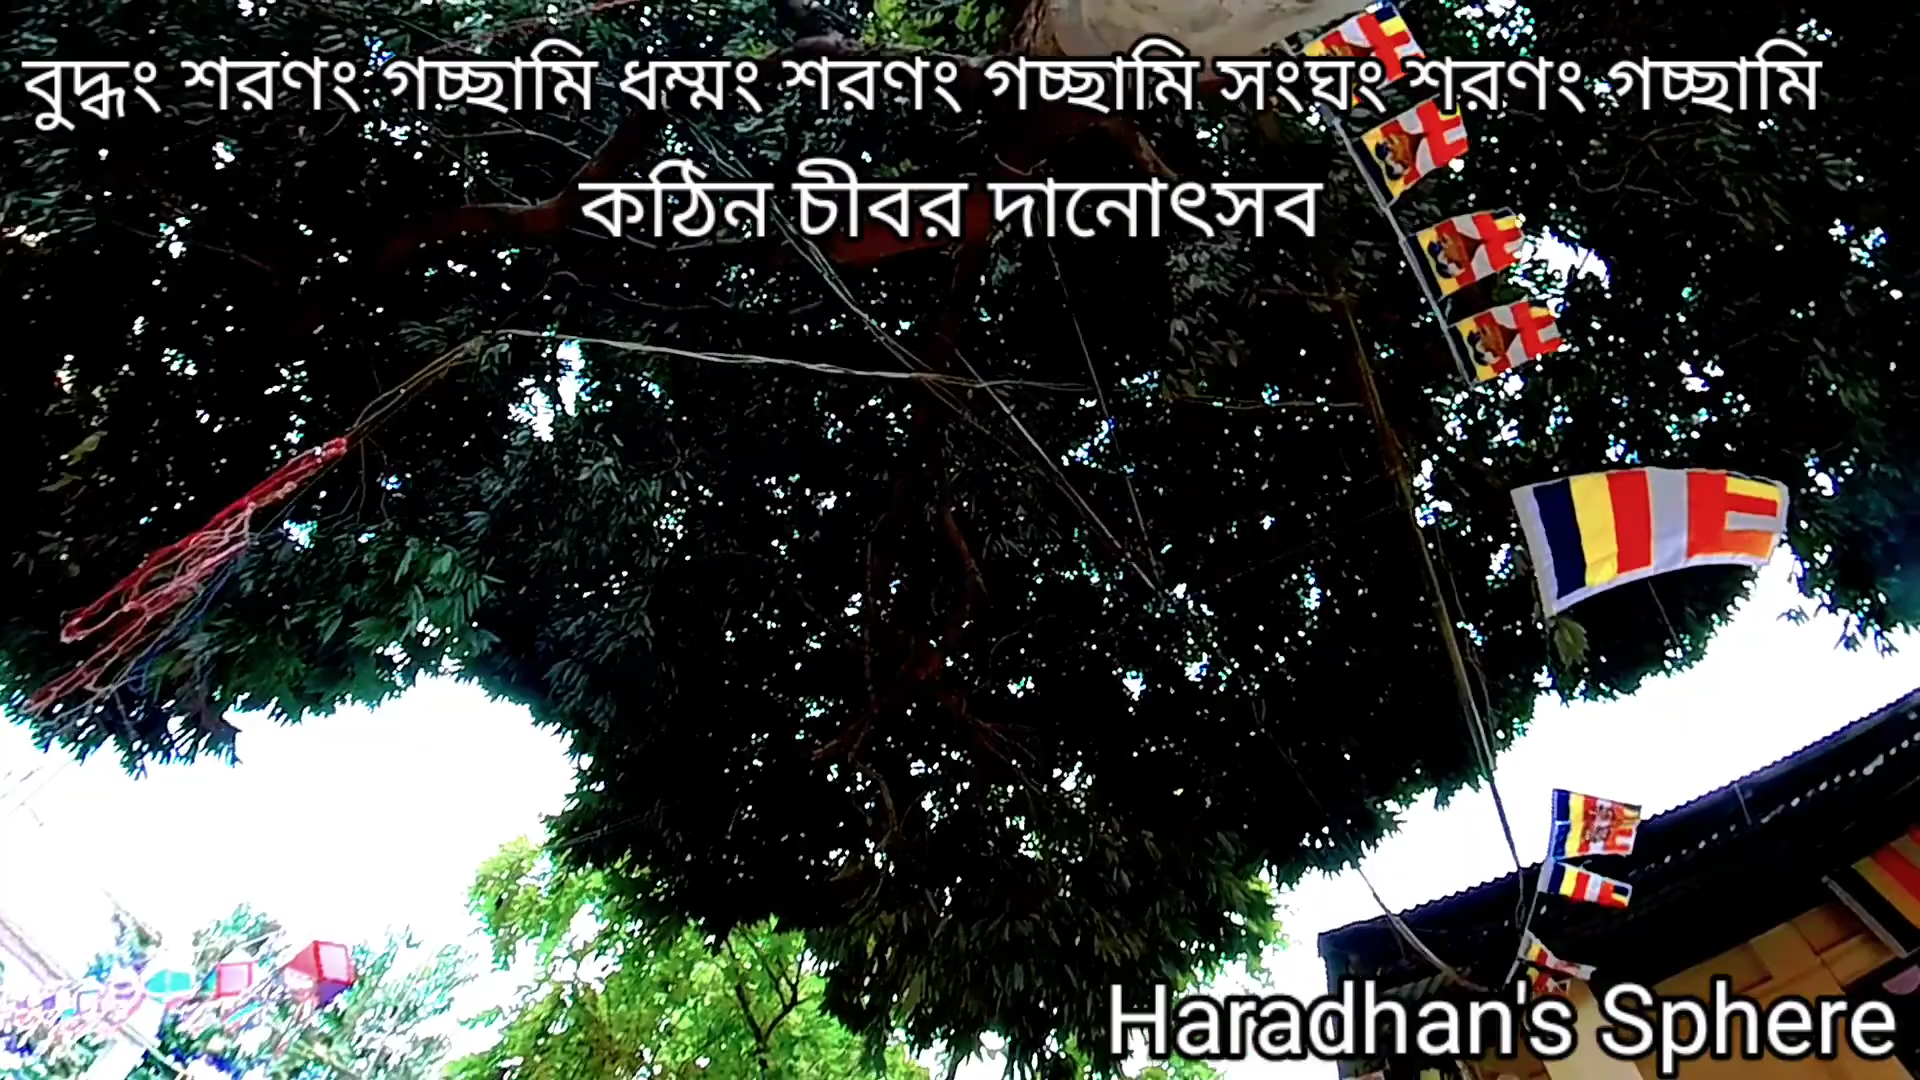 বুদ্ধং শরণং গচ্ছামি ধম্মং শরণং গচ্ছামি সংঘং শরণং গচ্ছামি
কঠিন চীবর দানোৎসব
Haradhan's Sphere